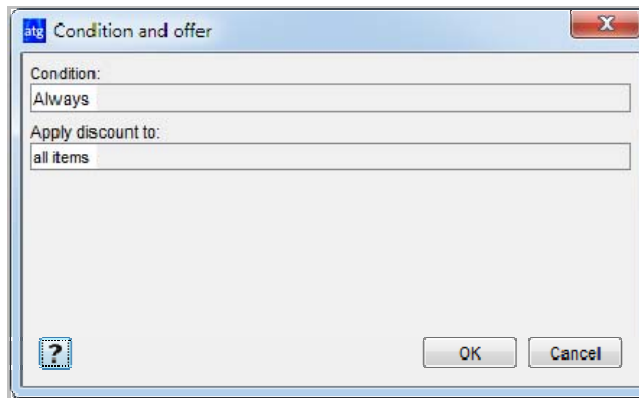 atg Condition and offer
X
Condition:
Always
Apply discount to:
all items
?
OK Cancel